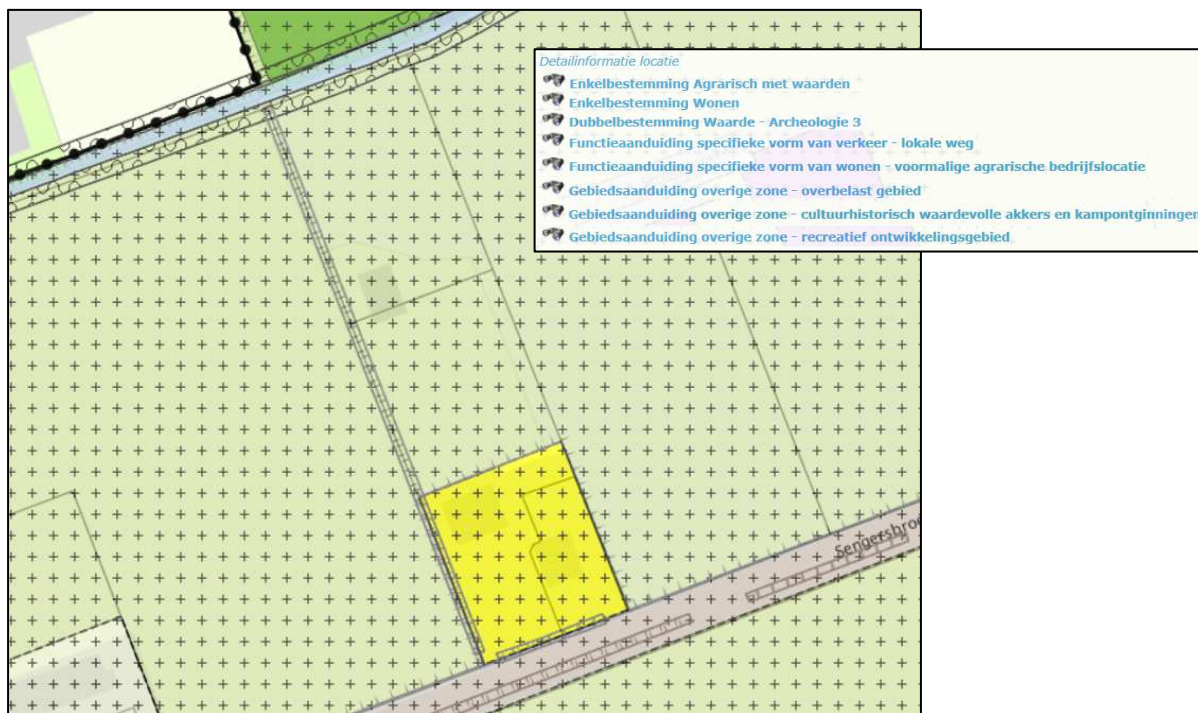 Detailinformatie locatie
Enkelbestemming Agrarisch met waarden
Enkelbestemming Wonen
Dubbelbestemming Waarde - Archeologie 3
Functieaanduiding specifieke vorm van verkeer - lokale weg
Functieaanduiding specifieke vorm van wonen - voormalige agrarische bedrijfslocatie
Gebiedsaanduiding overige zone - overbelast gebied
Gebiedsaanduiding overige zone - cultuurhistorisch waardevolle akkers en kampontginningen
Gebiedsaanduiding overige zone - recreatief ontwikkelingsgebied
Sengersbroe